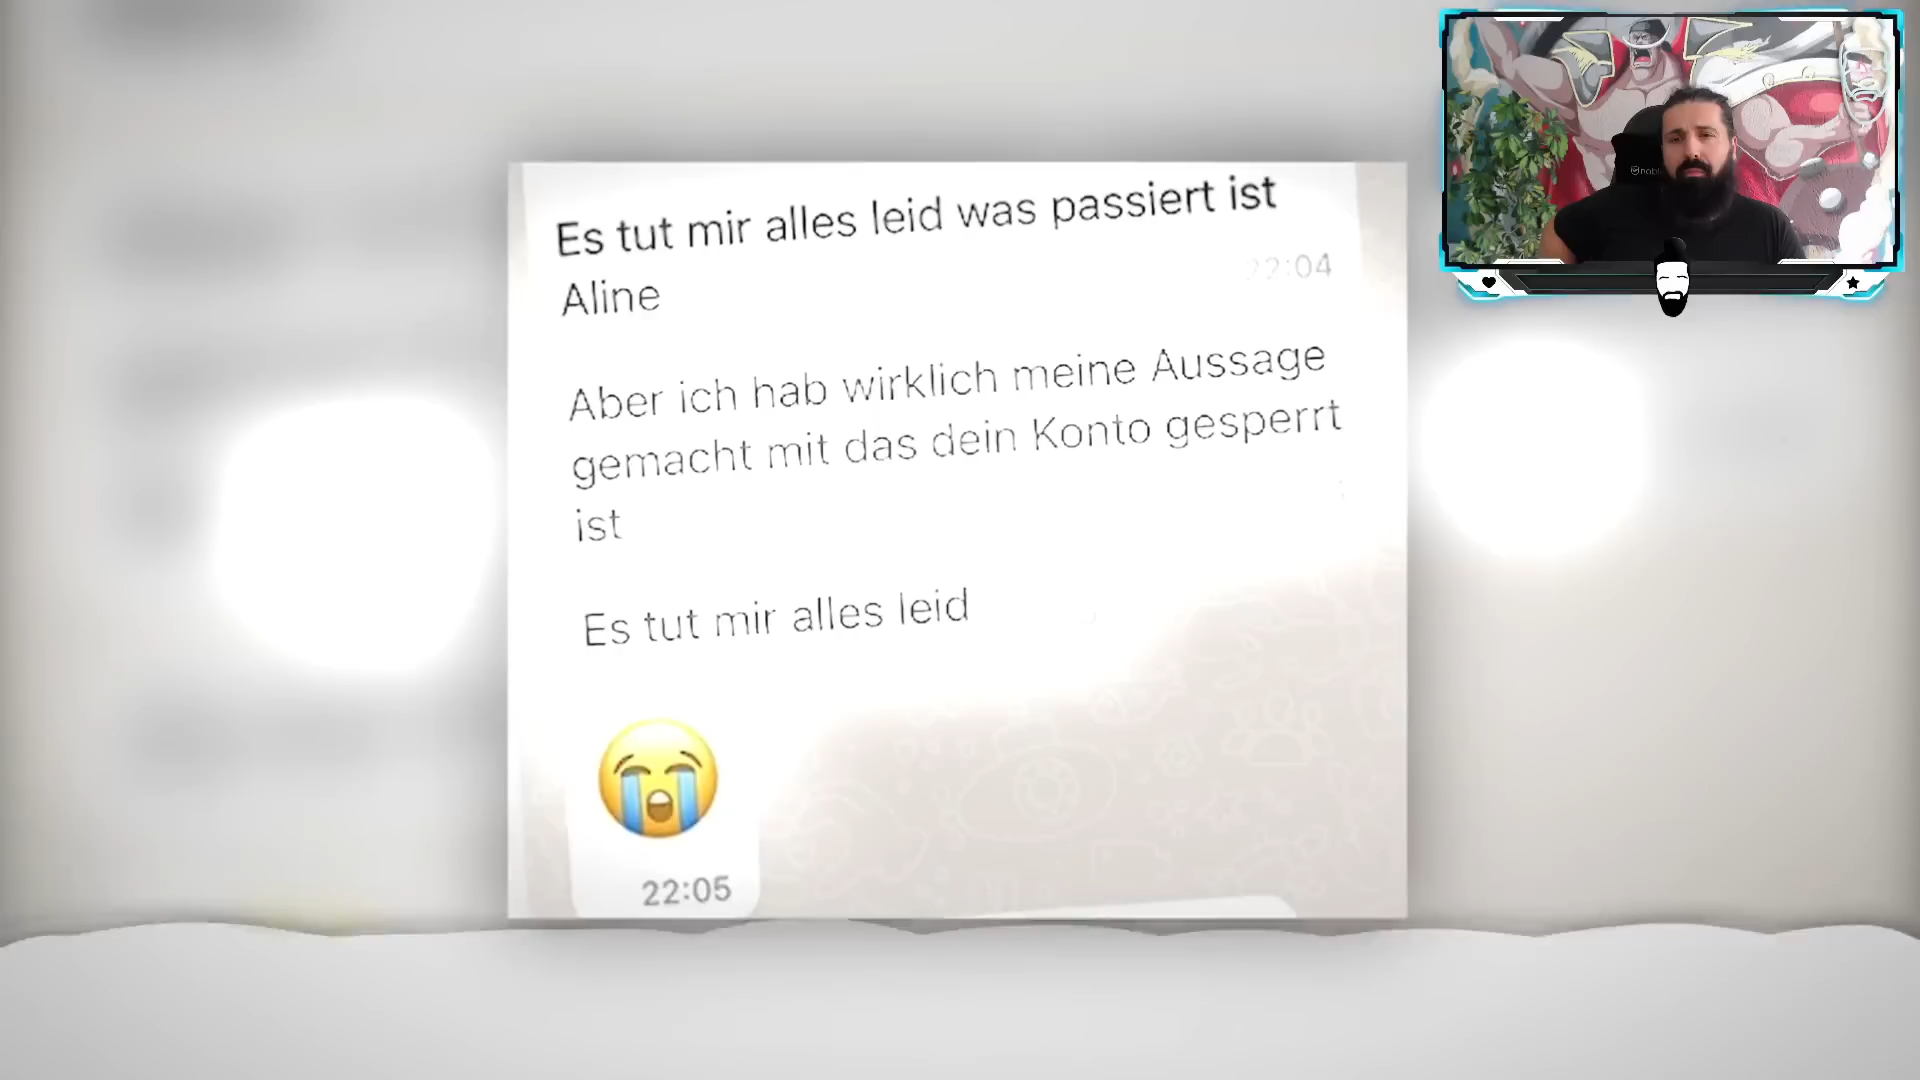 Es tut mir alles leid was passiert ist
Aline
22:04
Aber ich hab wirklich meine Aussage
gemacht mit das dein Konto gesperrt
ist
Es tut mir alles leid
😭
22:05